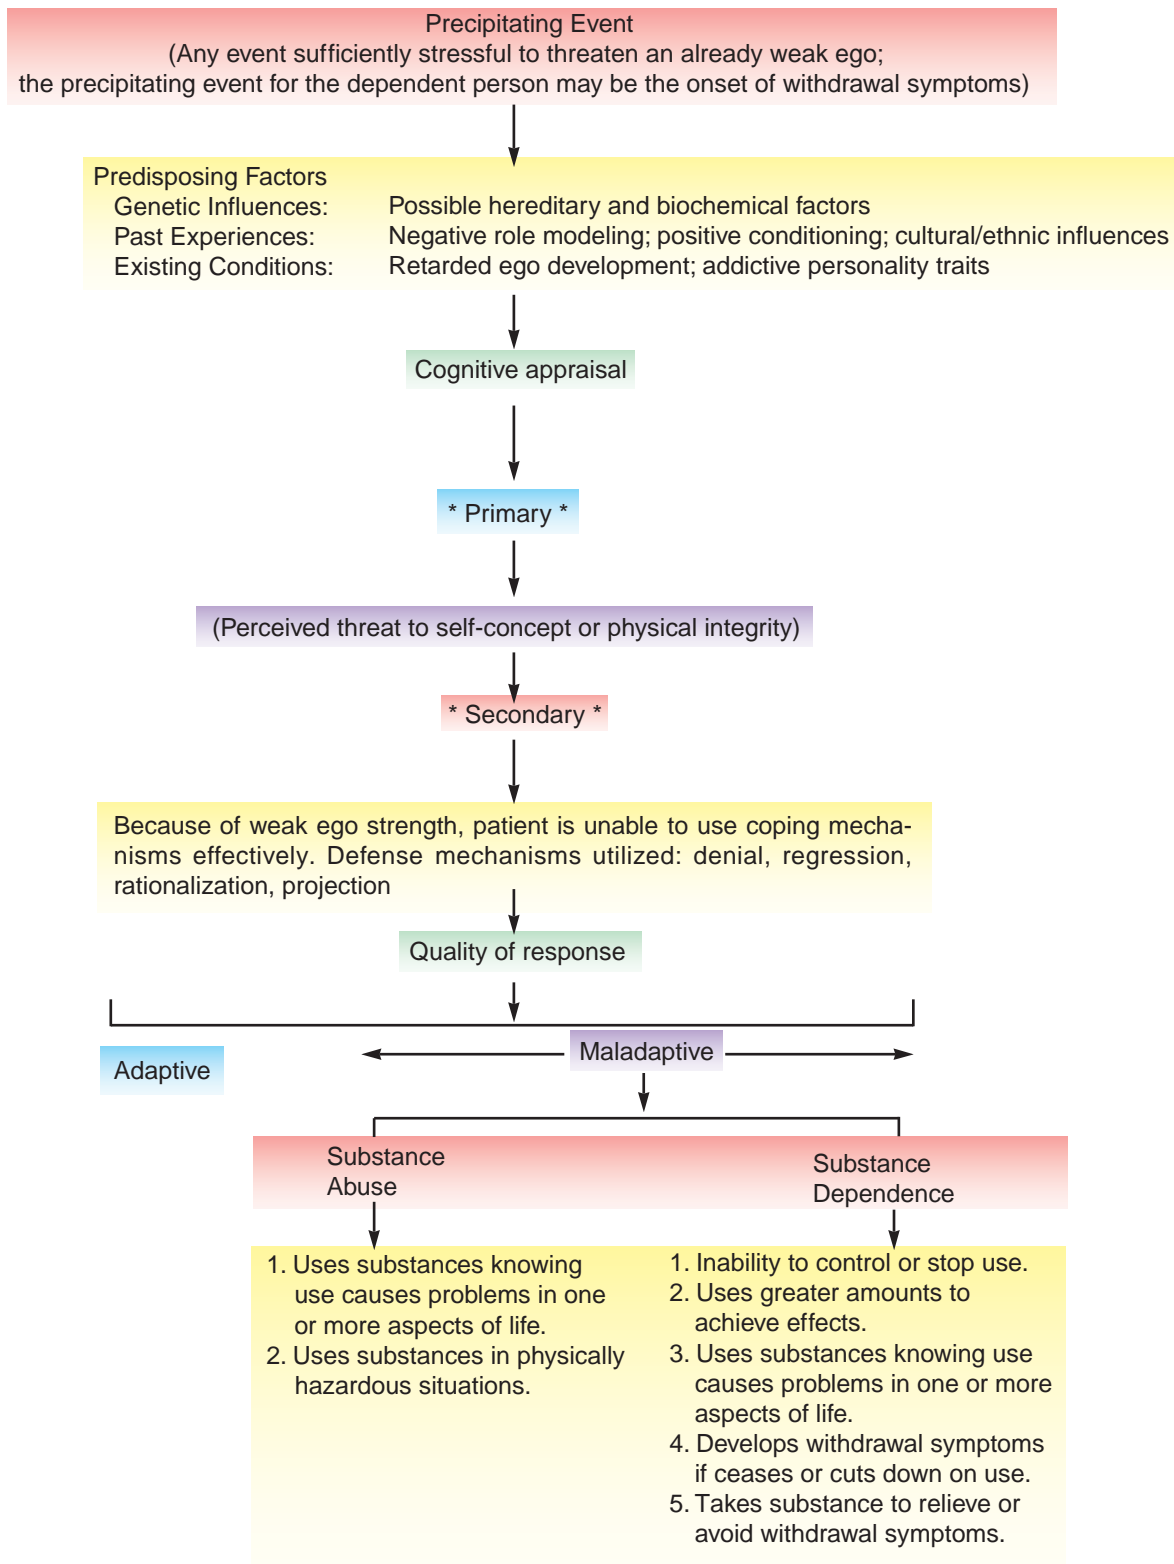 Precipitating Event
(Any event sufficiently stressful to threaten an already weak ego;
the precipitating event for the dependent person may be the onset of withdrawal symptoms)
Predisposing Factors
Genetic Influences: Possible hereditary and biochemical factors
Past Experiences: Negative role modeling; positive conditioning; cultural/ethnic influences
Existing Conditions: Retarded ego development; addictive personality traits
Cognitive appraisal
* Primary *
(Perceived threat to self-concept or physical integrity)
* Secondary *
Because of weak ego strength, patient is unable to use coping mecha-
nisms effectively. Defense mechanisms utilized: denial, regression,
rationalization, projection
Quality of response
Adaptive
Maladaptive
Substance
Abuse
Substance
Dependence
1. Uses substances knowing
use causes problems in one
or more aspects of life.
2. Uses substances in physically
hazardous situations.
1. Inability to control or stop use.
2. Uses greater amounts to
achieve effects.
3. Uses substances knowing use
causes problems in one or more
aspects of life.
4. Develops withdrawal symptoms
if ceases or cuts down on use.
5. Takes substance to relieve or
avoid withdrawal symptoms.